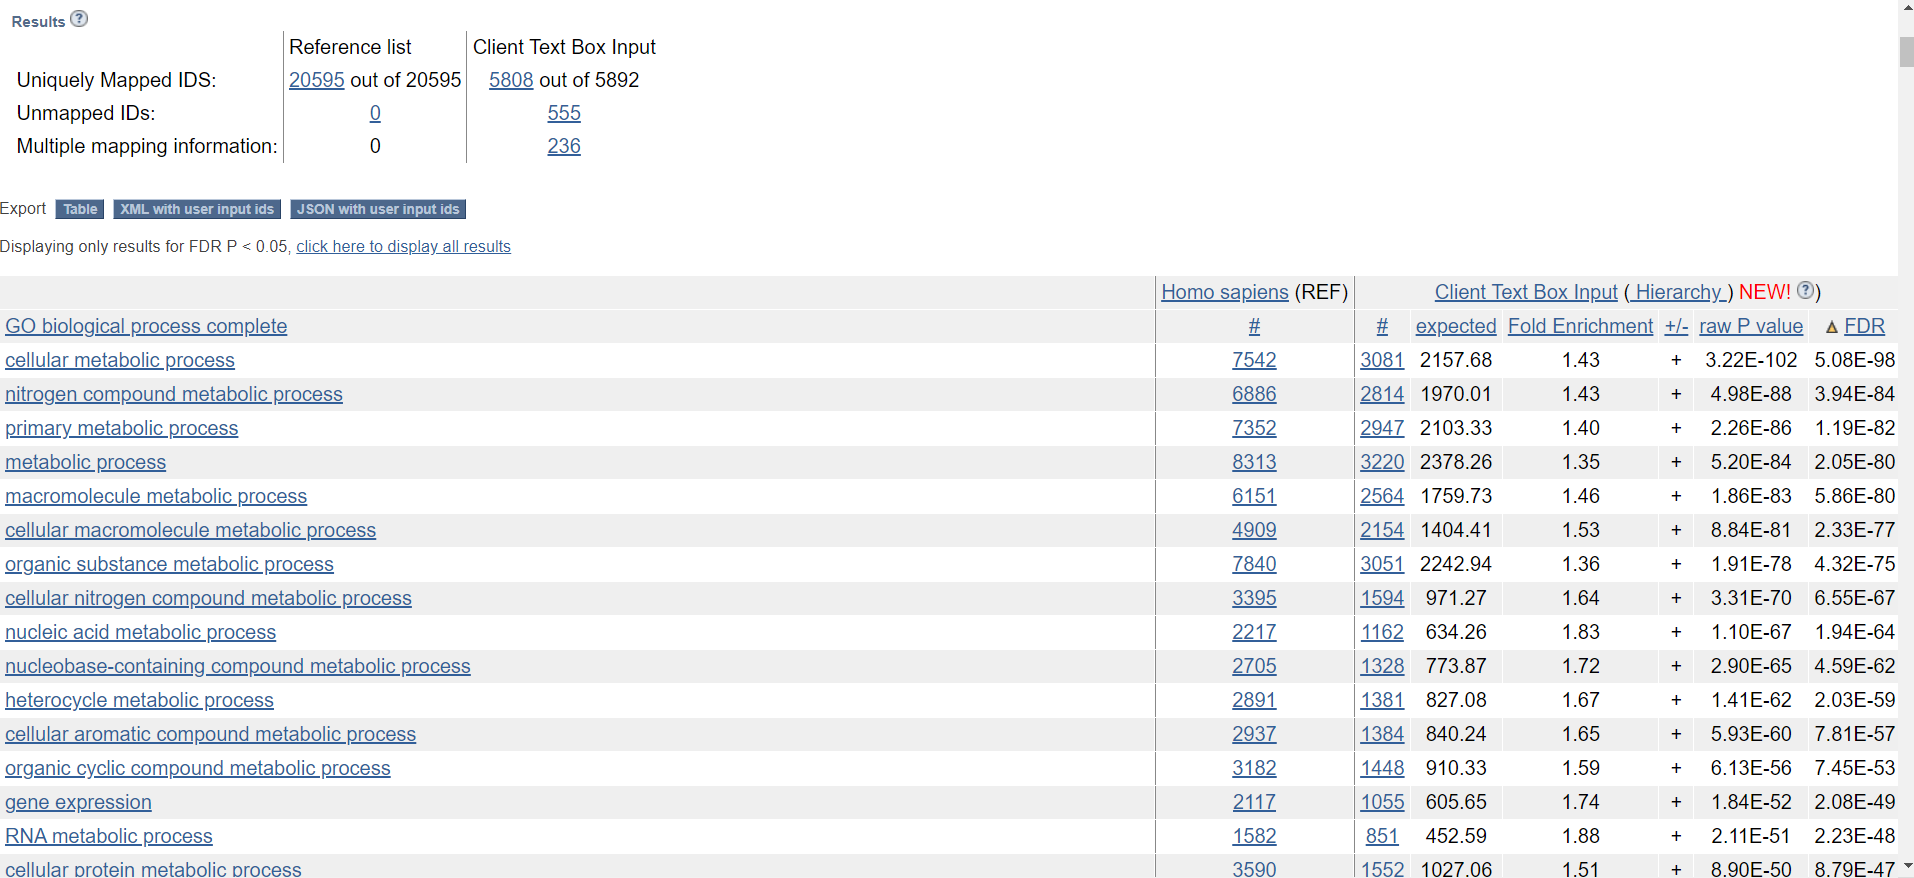 Results ?
Reference list Client Text Box Input
Uniquely Mapped IDS: 20595 out of 20595 5808 out of 5892
Unmapped IDs: 0 555
Multiple mapping information: 0 236
Export Table XML with user input ids JSON with user input ids
Displaying only results for FDR P < 0.05, click here to display all results
Homo sapiens (REF) Client Text Box Input ( Hierarchy ) NEW! ? )
GO biological process complete # # expected Fold Enrichment +/- raw P value ▲ FDR
cellular metabolic process 7542 3081 2157.68 1.43 + 3.22E-102 5.08E-98
nitrogen compound metabolic process 6886 2814 1970.01 1.43 + 4.98E-88 3.94E-84
primary metabolic process 7352 2947 2103.33 1.40 + 2.26E-86 1.19E-82
metabolic process 8313 3220 2378.26 1.35 + 5.20E-84 2.05E-80
macromolecule metabolic process 6151 2564 1759.73 1.46 + 1.86E-83 5.86E-80
cellular macromolecule metabolic process 4909 2154 1404.41 1.53 + 8.84E-81 2.33E-77
organic substance metabolic process 7840 3051 2242.94 1.36 + 1.91E-78 4.32E-75
cellular nitrogen compound metabolic process 3395 1594 971.27 1.64 + 3.31E-70 6.55E-67
nucleic acid metabolic process 2217 1162 634.26 1.83 + 1.10E-67 1.94E-64
nucleobase-containing compound metabolic process 2705 1328 773.87 1.72 + 2.90E-65 4.59E-62
heterocycle metabolic process 2891 1381 827.08 1.67 + 1.41E-62 2.03E-59
cellular aromatic compound metabolic process 2937 1384 840.24 1.65 + 5.93E-60 7.81E-57
organic cyclic compound metabolic process 3182 1448 910.33 1.59 + 6.13E-56 7.45E-53
gene expression 2117 1055 605.65 1.74 + 1.84E-52 2.08E-49
RNA metabolic process 1582 851 452.59 1.88 + 2.11E-51 2.23E-48
cellular protein metabolic process 3590 1552 1027.06 1.51 + 8.90E-50 8.79E-47